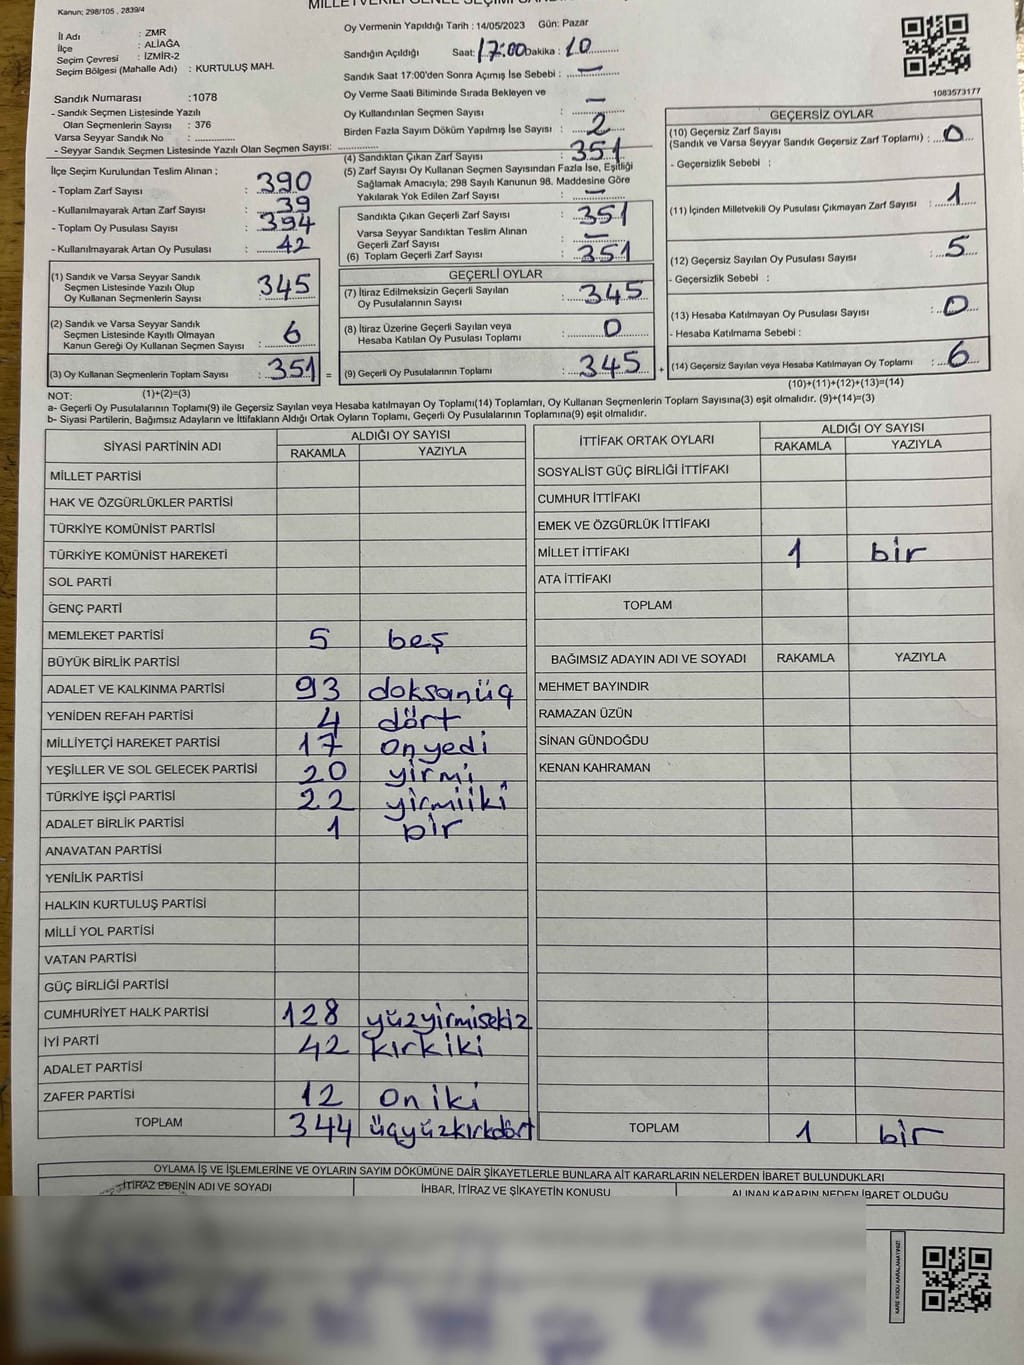 Kanun: 298/105 . 2839/4
İl Adı : ZMR
İlçe : ALİAĞA
Seçim Çevresi : İZMİR-2
Seçim Bölgesi (Mahalle Adı) : KURTULUŞ MAH.
Sandık Numarası :1078
- Sandık Seçmen Listesinde Yazılı
Olan Seçmenlerin Sayısı : 376
Varsa Seyyar Sandık No :
- Seyyar Sandık Seçmen Listesinde Yazılı Olan Seçmen Sayısı:
Oy Vermenin Yapıldığı Tarih : 14/05/2023 Gün: Pazar
Sandığın Açıldığı Saat: 17:00 Dakika : 10
Sandık Saat 17:00'den Sonra Açımış İse Sebebi : —
Oy Verme Saati Bitiminde Sırada Bekleyen ve
Oy Kullandırılan Seçmen Sayısı : —
Birden Fazla Sayım Döküm Yapılmış İse Sayısı : 2
1083573177
İlçe Seçim Kurulundan Teslim Alınan ;
- Toplam Zarf Sayısı : 390
- Kullanılmayarak Artan Zarf Sayısı : 39
- Toplam Oy Pusulası Sayısı : 394
- Kullanılmayarak Artan Oy Pusulası : 42
(1) Sandık ve Varsa Seyyar Sandık
Seçmen Listesinde Yazılı Olup
Oy Kullanan Seçmenlerin Sayısı : 345
(2) Sandık ve Varsa Seyyar Sandık
Seçmen Listesinde Kayıtlı Olmayan
Kanun Gereği Oy Kullanan Seçmen Sayısı : 6
(3) Oy Kullanan Seçmenlerin Toplam Sayısı : 351 =
(4) Sandıktan Çıkan Zarf Sayısı : 351
(5) Zarf Sayısı Oy Kullanan Seçmen Sayısından Fazla İse, Eşitliği
Sağlamak Amacıyla; 298 Sayılı Kanunun 98. Maddesine Göre
Yakılarak Yok Edilen Zarf Sayısı : —
Sandıkta Çıkan Geçerli Zarf Sayısı : 351
Varsa Seyyar Sandıktan Teslim Alınan
Geçerli Zarf Sayısı : —
(6) Toplam Geçerli Zarf Sayısı : 351
GEÇERLİ OYLAR
(7) İtiraz Edilmeksizin Geçerli Sayılan
Oy Pusulalarının Sayısı : 345
(8) İtiraz Üzerine Geçerli Sayılan veya
Hesaba Katılan Oy Pusulası Toplamı : 0
(9) Geçerli Oy Pusulalarının Toplamı : 345 +
GEÇERSİZ OYLAR
(10) Geçersiz Zarf Sayısı
(Sandık ve Varsa Seyyar Sandık Geçersiz Zarf Toplamı) : 0
- Geçersizlik Sebebi :
(11) İçinden Milletvekili Oy Pusulası Çıkmayan Zarf Sayısı : 1
(12) Geçersiz Sayılan Oy Pusulası Sayısı : 5
- Geçersizlik Sebebi :
(13) Hesaba Katılmayan Oy Pusulası Sayısı : 0
- Hesaba Katılmama Sebebi :
(14) Geçersiz Sayılan veya Hesaba Katılmayan Oy Toplamı : 6
NOT: (1)+(2)=(3) (10)+(11)+(12)+(13)=(14)
a- Geçerli Oy Pusulalarının Toplamı(9) ile Geçersiz Sayılan veya Hesaba Katılmayan Oy Toplamı(14) Toplamları, Oy Kullanan Seçmenlerin Toplam Sayısına(3) eşit olmalıdır. (9)+(14)=(3)
b- Siyasi Partilerin, Bağımsız Adayların ve İttifakların Aldığı Ortak Oyların Toplamı, Geçerli Oy Pusulalarının Toplamına(9) eşit olmalıdır.
SİYASİ PARTİNİN ADI ALDIĞI OY SAYISI
RAKAMLA YAZIYLA
MİLLET PARTİSİ
HAK VE ÖZGÜRLÜKLER PARTİSİ
TÜRKİYE KOMÜNİST PARTİSİ
TÜRKİYE KOMÜNİST HAREKETİ
SOL PARTİ
GENÇ PARTİ
MEMLEKET PARTİSİ 5 beş
BÜYÜK BİRLİK PARTİSİ
ADALET VE KALKINMA PARTİSİ 93 doksanüç
YENİDEN REFAH PARTİSİ 4 dört
MİLLİYETÇİ HAREKET PARTİSİ 17 onyedi
YEŞİLLER VE SOL GELECEK PARTİSİ 20 yirmi
TÜRKİYE İŞÇİ PARTİSİ 22 yirmiiki
ADALET BİRLİK PARTİSİ 1 bir
ANAVATAN PARTİSİ
YENİLİK PARTİSİ
HALKIN KURTULUŞ PARTİSİ
MİLLİ YOL PARTİSİ
VATAN PARTİSİ
GÜÇ BİRLİĞİ PARTİSİ
CUMHURİYET HALK PARTİSİ 128 yüzyirmisekiz
İYİ PARTİ 42 kırkiki
ADALET PARTİSİ
ZAFER PARTİSİ 12 oniki
TOPLAM 344 üçyüzkırkdört
İTTİFAK ORTAK OYLARI ALDIĞI OY SAYISI
RAKAMLA YAZIYLA
SOSYALİST GÜÇ BİRLİĞİ İTTİFAKI
CUMHUR İTTİFAKI
EMEK VE ÖZGÜRLÜK İTTİFAKI
MİLLET İTTİFAKI 1 bir
ATA İTTİFAKI
TOPLAM
BAĞIMSIZ ADAYIN ADI VE SOYADI RAKAMLA YAZIYLA
MEHMET BAYINDIR
RAMAZAN ÜZÜN
SİNAN GÜNDOĞDU
KENAN KAHRAMAN
TOPLAM 1 bir
OYLAMA İŞ VE İŞLEMLERİNE VE OYLARIN SAYIM DÖKÜMÜNE DAİR ŞİKAYETLERLE BUNLARA AİT KARARLARIN NELERDEN İBARET BULUNDUKLARI
İTİRAZ EDENİN ADI VE SOYADI İHBAR, İTİRAZ VE ŞİKAYETİN KONUSU ALINAN KARARIN NEDEN İBARET OLDUĞU
KARE KODU KARALAMAYINIZ!